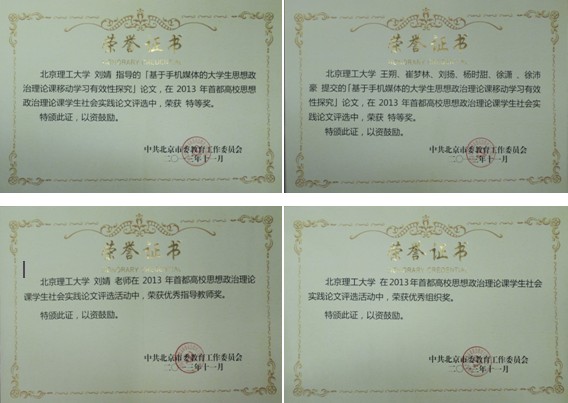 荣誉证书
HONORARY CREDENTIAL
北京理工大学 刘婧 指导的「基于手机媒体的大学生思想政
治理论课移动学习有效性探究」论文，在 2013 年首都高校思想
政治理论课学生社会实践论文评选中，荣获 特等奖。
特颁此证，以资鼓励。
中共北京市委教育工作委员会
二〇一三年十一月
荣誉证书
HONORARY CREDENTIAL
北京理工大学 王朔、崔梦林、刘扬、杨时甜、徐潇、徐沛
豪 提交的「基于手机媒体的大学生思想政治理论课移动学习有效
性探究」论文，在 2013 年首都高校思想政治理论课学生社会实
践论文评选中，荣获 特等奖。
特颁此证，以资鼓励。
中共北京市委教育工作委员会
二〇一三年十一月
荣誉证书
HONORARY CREDENTIAL
北京理工大学 刘婧 老师在 2013 年首都高校思想政治理论
课学生社会实践论文评选活动中，荣获优秀指导教师奖。
特颁此证，以资鼓励。
中共北京市委教育工作委员会
二〇一三年十一月
荣誉证书
HONORARY CREDENTIAL
北京理工大学 在 2013 年首都高校思想政治理论课学生社会
实践论文评选活动中，荣获优秀组织奖。
特颁此证，以资鼓励。
中共北京市委教育工作委员会
二〇一三年十一月